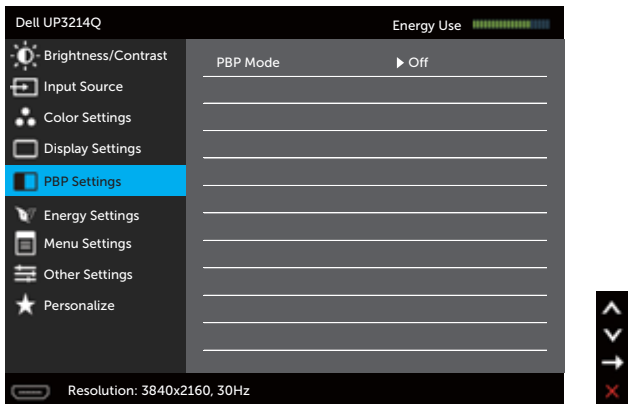 Dell UP3214Q
Energy Use
Brightness/Contrast
PBP Mode
Off
Input Source
Color Settings
Display Settings
PBP Settings
Energy Settings
Menu Settings
Other Settings
Personalize
Resolution: 3840x2160, 30Hz